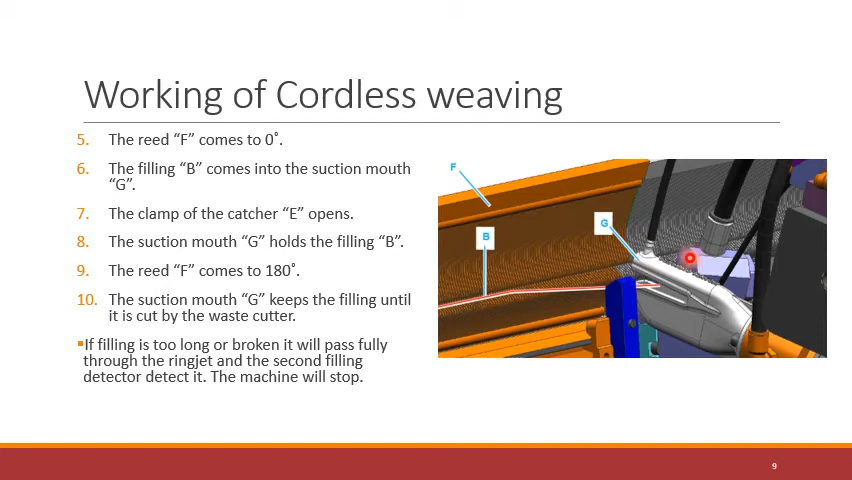 Working of Cordless weaving
5. The reed “F” comes to 0˚.
6. The filling “B” comes into the suction mouth
“G”.
7. The clamp of the catcher “E” opens.
8. The suction mouth “G” holds the filling “B”.
9. The reed “F” comes to 180˚.
10. The suction mouth “G” keeps the filling until
it is cut by the waste cutter.
▪If filling is too long or broken it will pass fully
through the ringjet and the second filling
detector detect it. The machine will stop.
F
B
G
9